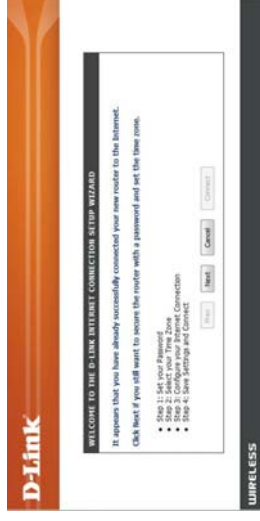 D-Link
WELCOME TO THE D-LINK INTERNET CONNECTION SETUP WIZARD
It appears that you have already successfully connected your new router to the Internet.
Click Next if you still want to secure the router with a password and set the time zone.
• Step 1: Set your Password
• Step 2: Select your Time Zone
• Step 3: Configure your Internet Connection
• Step 4: Save Settings and Connect
Prev Next Cancel Connect
WIRELESS